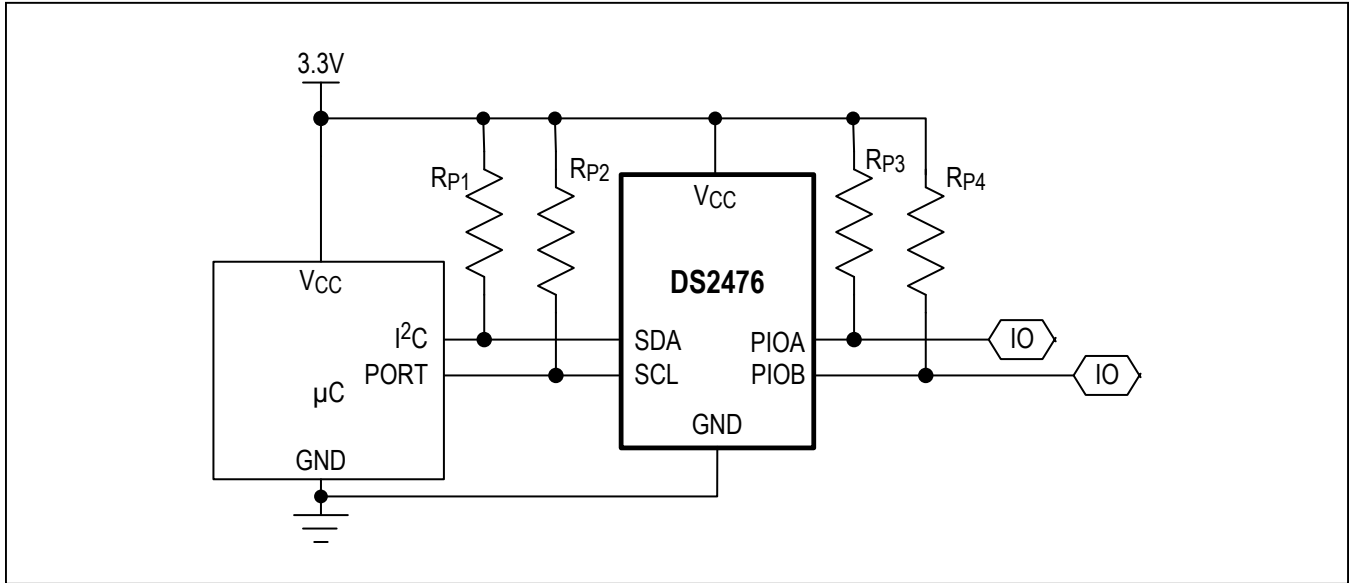 3.3V
RP1
RP2
RP3
RP4
VCC
VCC
DS2476
I²C
SDA
PIOA
IO
PORT
SCL
PIOB
IO
µC
GND
GND